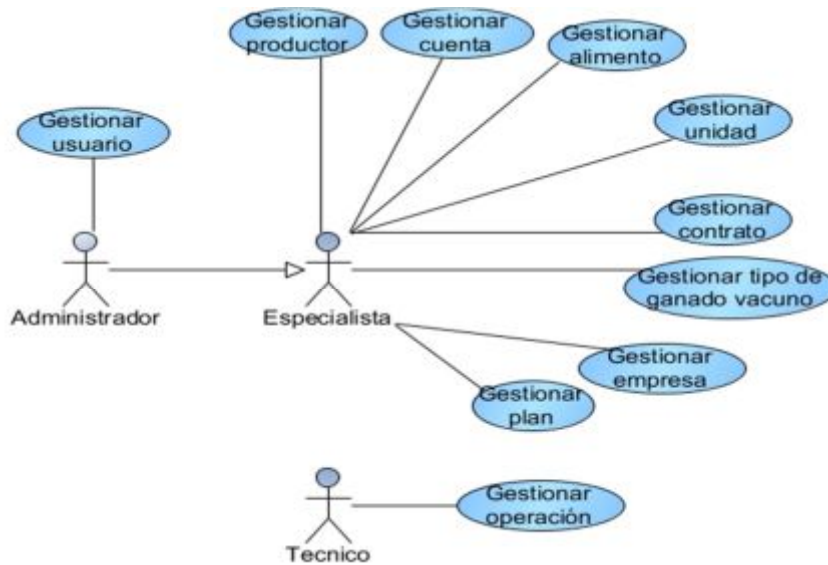 Gestionar
productor
Gestionar
cuenta
Gestionar
alimento
Gestionar
usuario
Gestionar
unidad
Gestionar
contrato
Gestionar tipo de
ganado vacuno
Administrador
Especialista
Gestionar
empresa
Gestionar
plan
Gestionar
operación
Tecnico